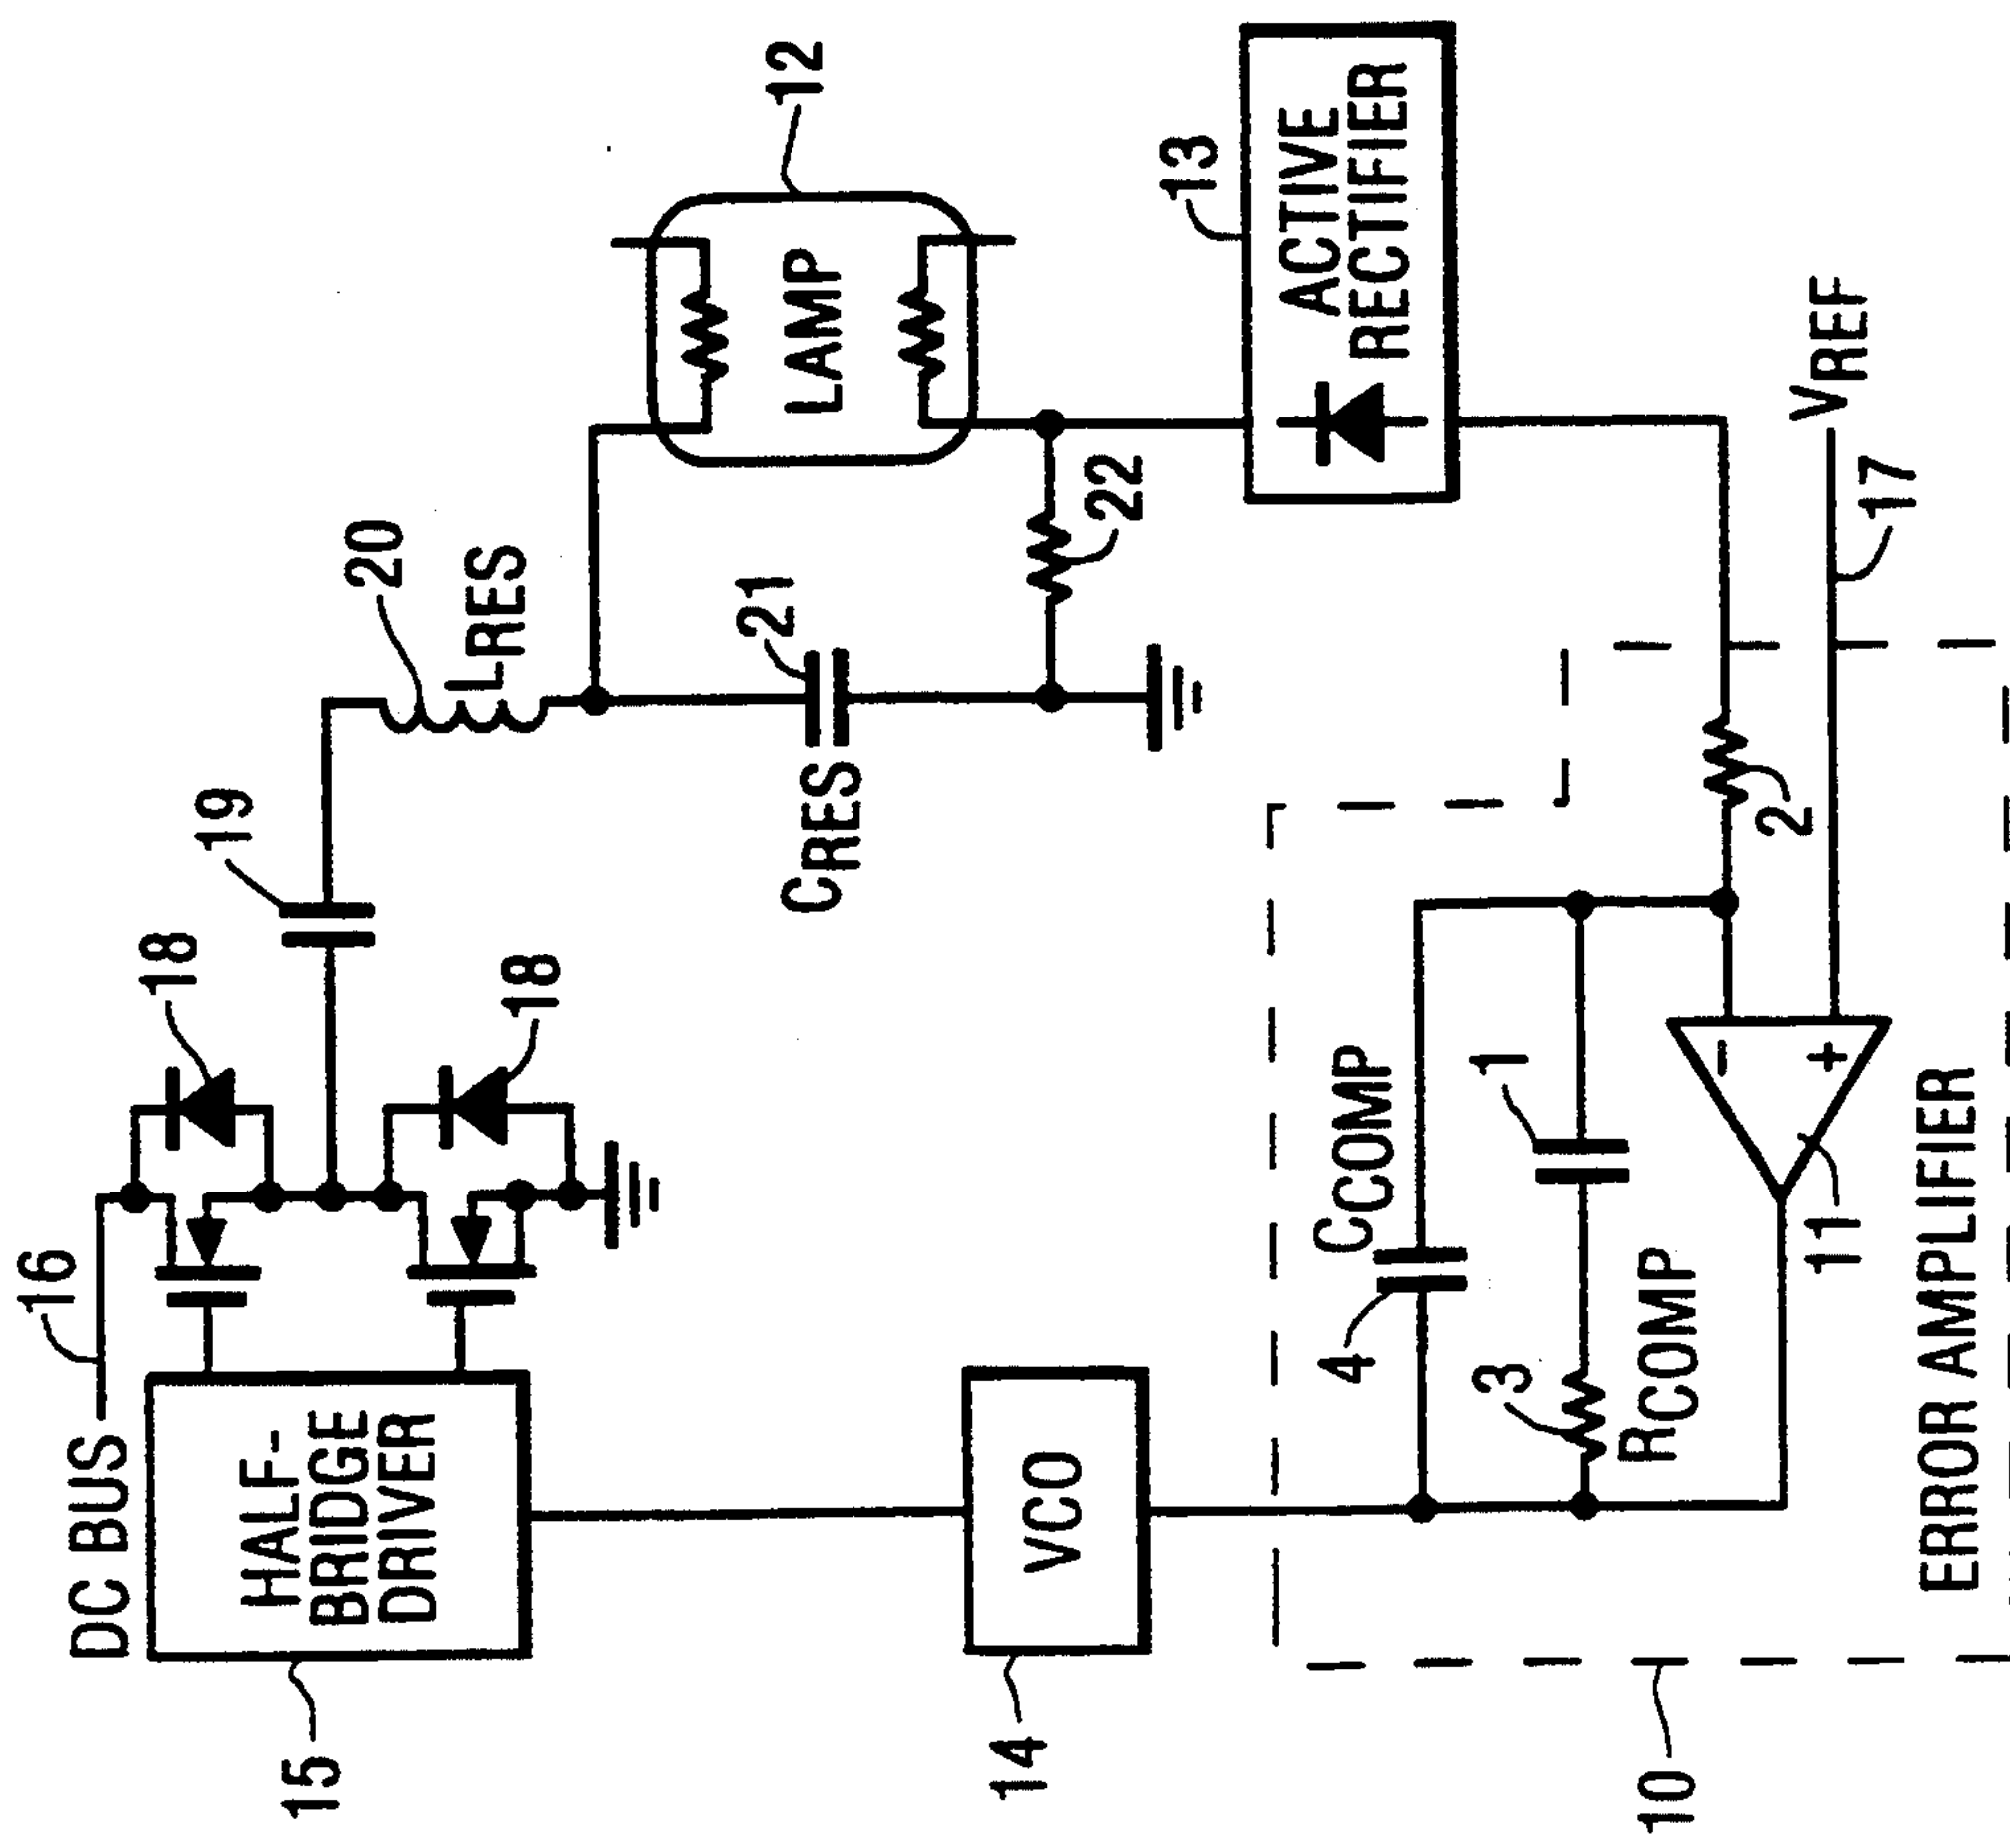 DC BUS
16
18
18
19
20
LRES
HALF-
BRIDGE
DRIVER
15
21
CRES
LAMP
12
22
VCO
14
13
ACTIVE
RECTIFIER
CCOMP
4
1
3
RCOMP
2
VREF
17
11
ERROR AMPLIFIER
10